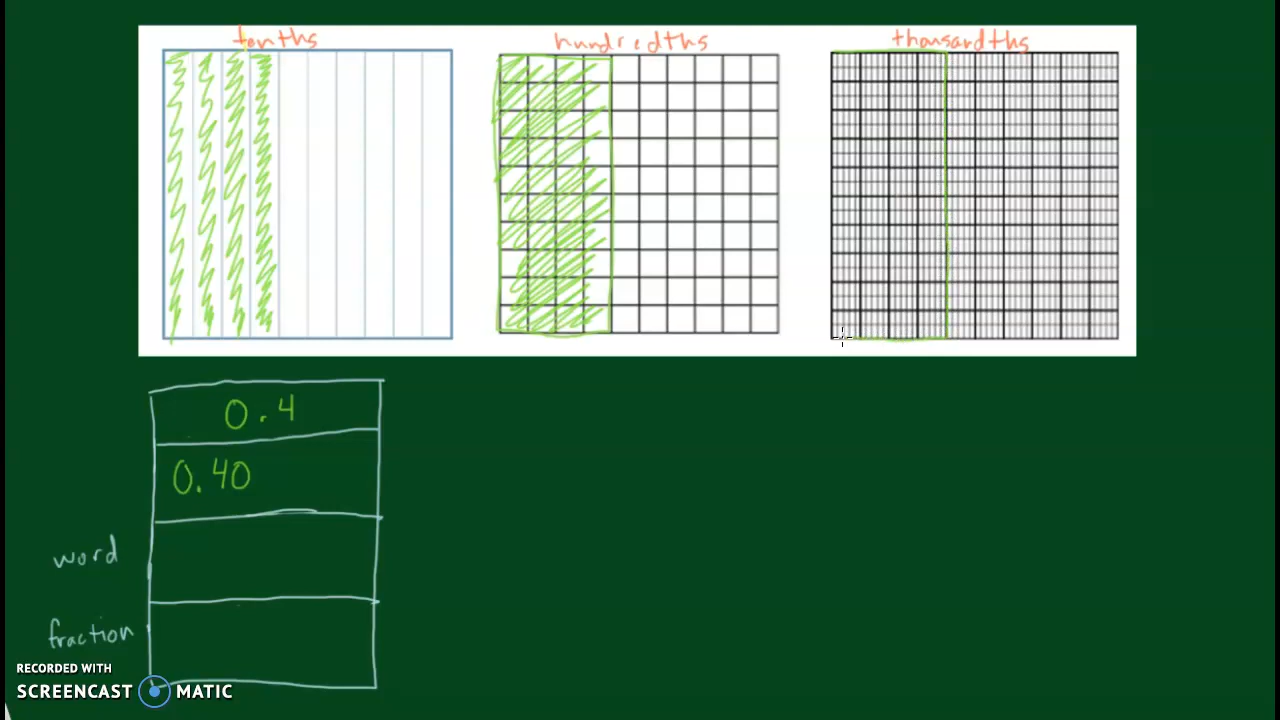 tenths hundredths thousandths
0.4
0.40
word
fraction
RECORDED WITH
SCREENCAST MATIC